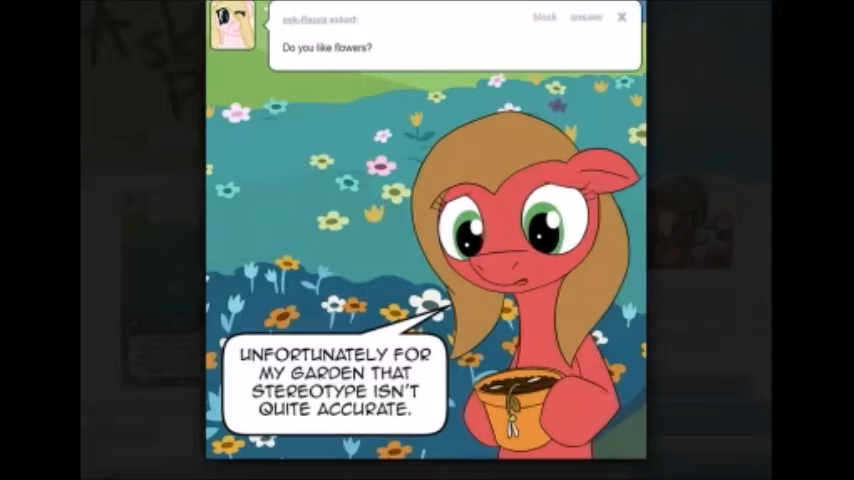 asked:
block answer X
Do you like flowers?
UNFORTUNATELY FOR
MY GARDEN THAT
STEREOTYPE ISN'T
QUITE ACCURATE.